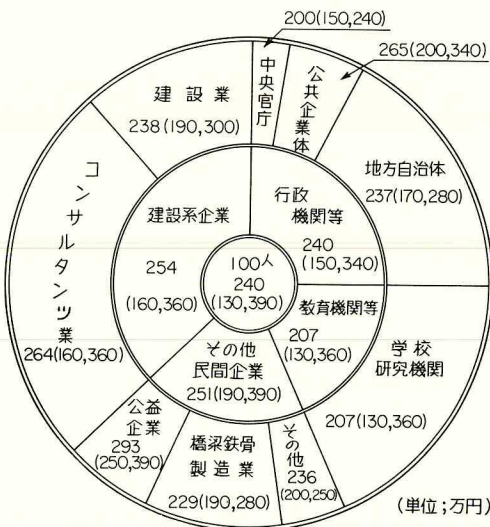 200(150,240)
265(200,340)
中央官庁
公共企業体
建設業
238(190,300)
地方自治体
237(170,280)
コンサルタンツ業
264(160,360)
建設系企業
254
(160,360)
行政
機関等
240
(150,340)
100人
240
(130,390)
教育機関等
207
(130,360)
その他
民間企業
251(190,390)
学校
研究機関
207(130,360)
公益
企業
293
(250,390)
橋梁鉄骨
製造業
229(190,280)
その他
236
(200,250)
(単位;万円)